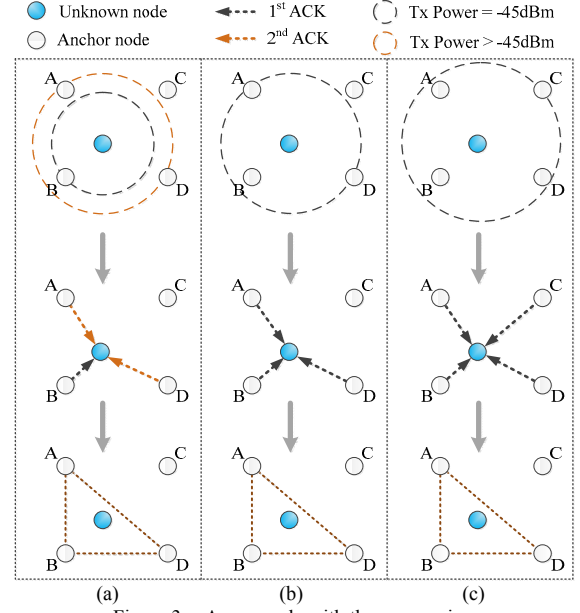 Unknown node 1st ACK Tx Power = -45dBm
Anchor node 2nd ACK Tx Power > -45dBm
A C A C A C
B D B D B D
A C A C A C
B D B D B D
A C A C A C
B D B D B D
(a) (b) (c)